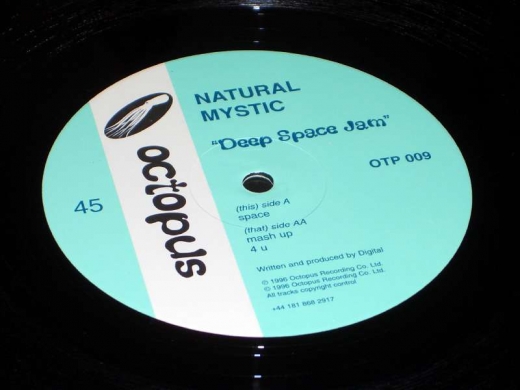 NATURAL
MYSTIC
"Deep Space Jam"
OTP 009
45
octopus
(this) side A
space
(that) side AA
mash up
4 u
Written and produced by Digital
℗ 1996 Octopus Recording Co. Ltd.
© 1996 Octopus Recording Co. Ltd.
All tracks copyright control
+44 181 868 2917